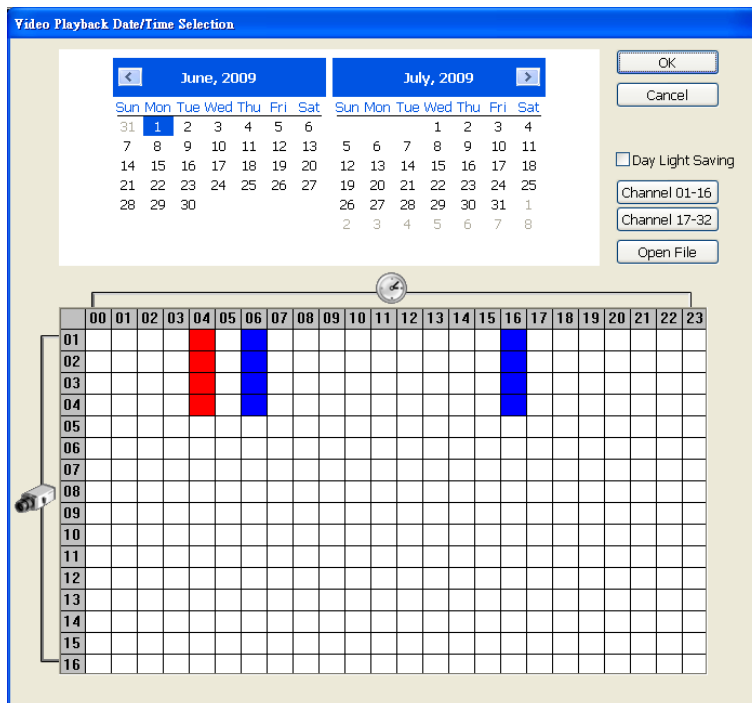 Video Playback Date/Time Selection
June, 2009
July, 2009
OK
Cancel
Sun Mon Tue Wed Thu Fri Sat
Sun Mon Tue Wed Thu Fri Sat
31 1 2 3 4 5 6
1 2 3 4
7 8 9 10 11 12 13
5 6 7 8 9 10 11
14 15 16 17 18 19 20
12 13 14 15 16 17 18
21 22 23 24 25 26 27
19 20 21 22 23 24 25
28 29 30
26 27 28 29 30 31 1
2 3 4 5 6 7 8
Day Light Saving
Channel 01-16
Channel 17-32
Open File
00 01 02 03 04 05 06 07 08 09 10 11 12 13 14 15 16 17 18 19 20 21 22 23
01
02
03
04
05
06
07
08
09
10
11
12
13
14
15
16